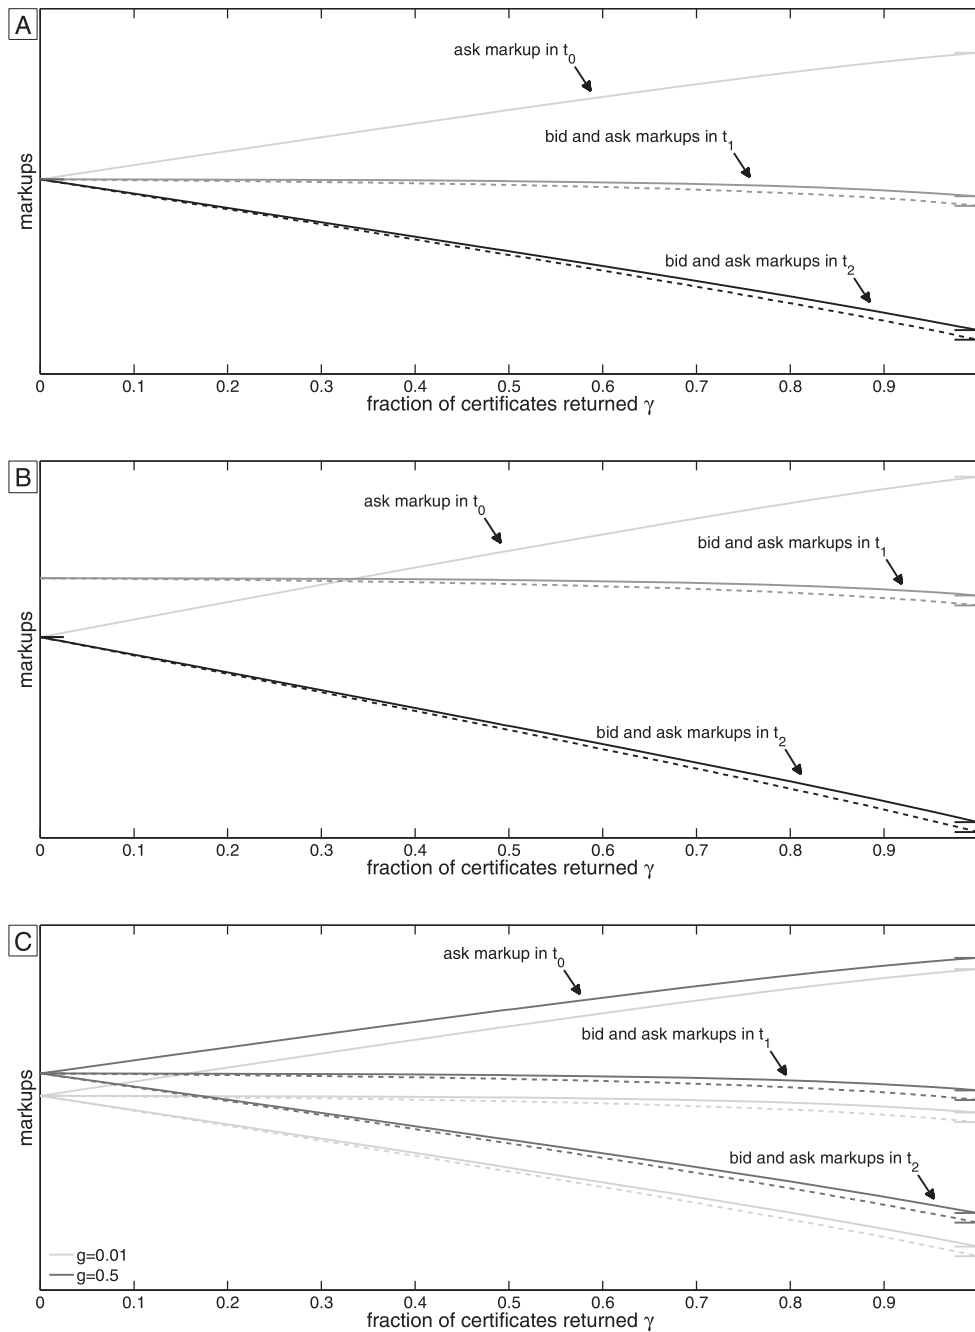 A
ask markup in t0
bid and ask markups in t1
markups
bid and ask markups in t2
0 0.1 0.2 0.3 0.4 0.5 0.6 0.7 0.8 0.9
fraction of certificates returned γ
B
ask markup in t0
bid and ask markups in t1
markups
bid and ask markups in t2
0 0.1 0.2 0.3 0.4 0.5 0.6 0.7 0.8 0.9
fraction of certificates returned γ
C
ask markup in t0
bid and ask markups in t1
markups
bid and ask markups in t2
g=0.01
g=0.5
0 0.1 0.2 0.3 0.4 0.5 0.6 0.7 0.8 0.9
fraction of certificates returned γ